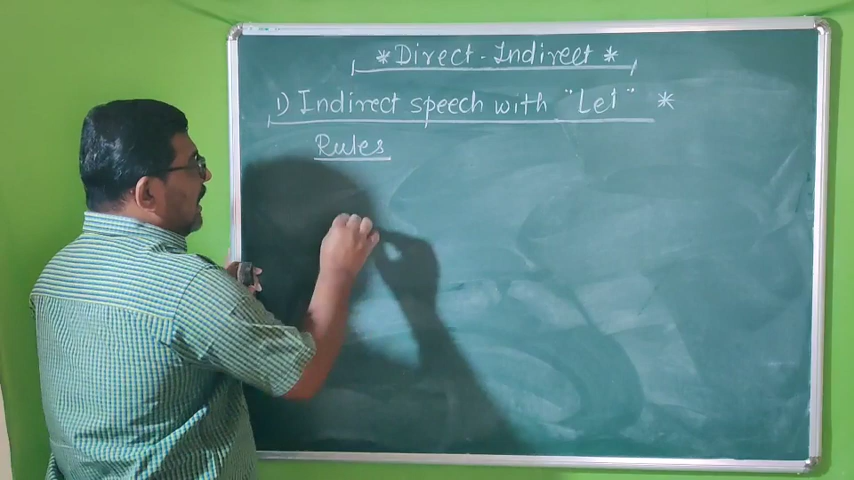 *Direct-Indirect*
1) Indirect speech with "Let" *
Rules